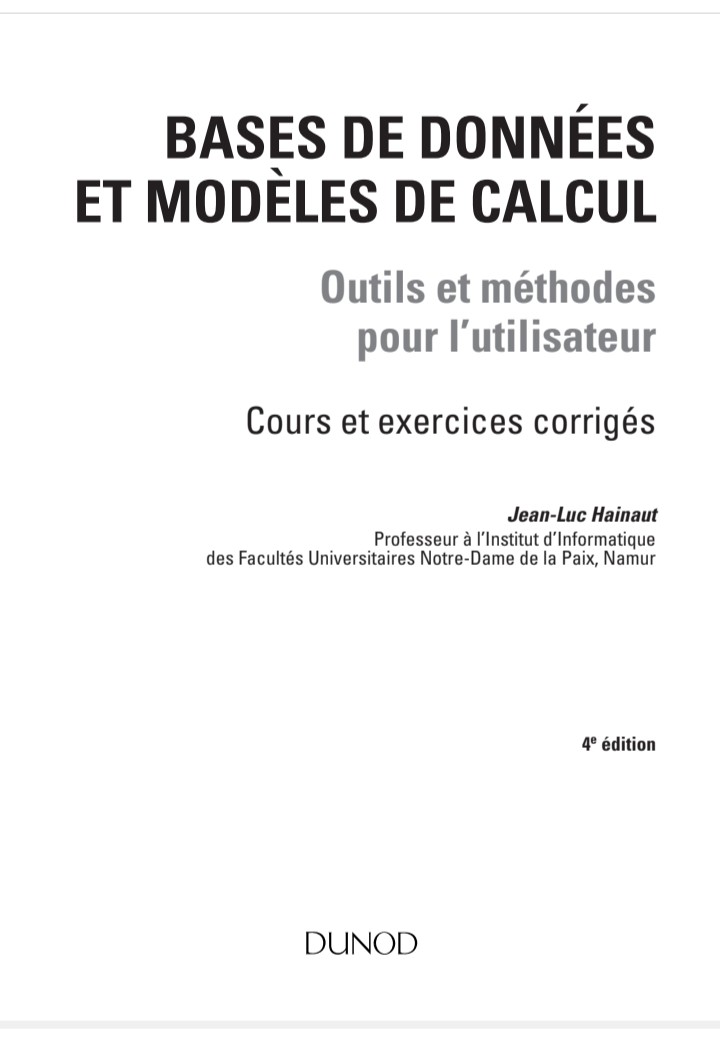 BASES DE DONNÉES
ET MODÈLES DE CALCUL
Outils et méthodes
pour l'utilisateur
Cours et exercices corrigés
Jean-Luc Hainaut
Professeur à l'Institut d'Informatique
des Facultés Universitaires Notre-Dame de la Paix, Namur
4e édition
DUNOD